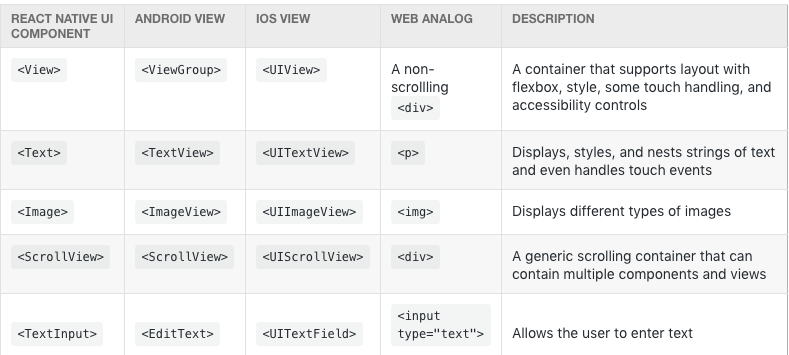 REACT NATIVE UI COMPONENT | ANDROID VIEW | IOS VIEW | WEB ANALOG | DESCRIPTION
<View> | <ViewGroup> | <UIView> | A non-scrollling <div> | A container that supports layout with flexbox, style, some touch handling, and accessibility controls
<Text> | <TextView> | <UITextView> | <p> | Displays, styles, and nests strings of text and even handles touch events
<Image> | <ImageView> | <UIImageView> | <img> | Displays different types of images
<ScrollView> | <ScrollView> | <UIScrollView> | <div> | A generic scrolling container that can contain multiple components and views
<TextInput> | <EditText> | <UITextField> | <input type="text"> | Allows the user to enter text